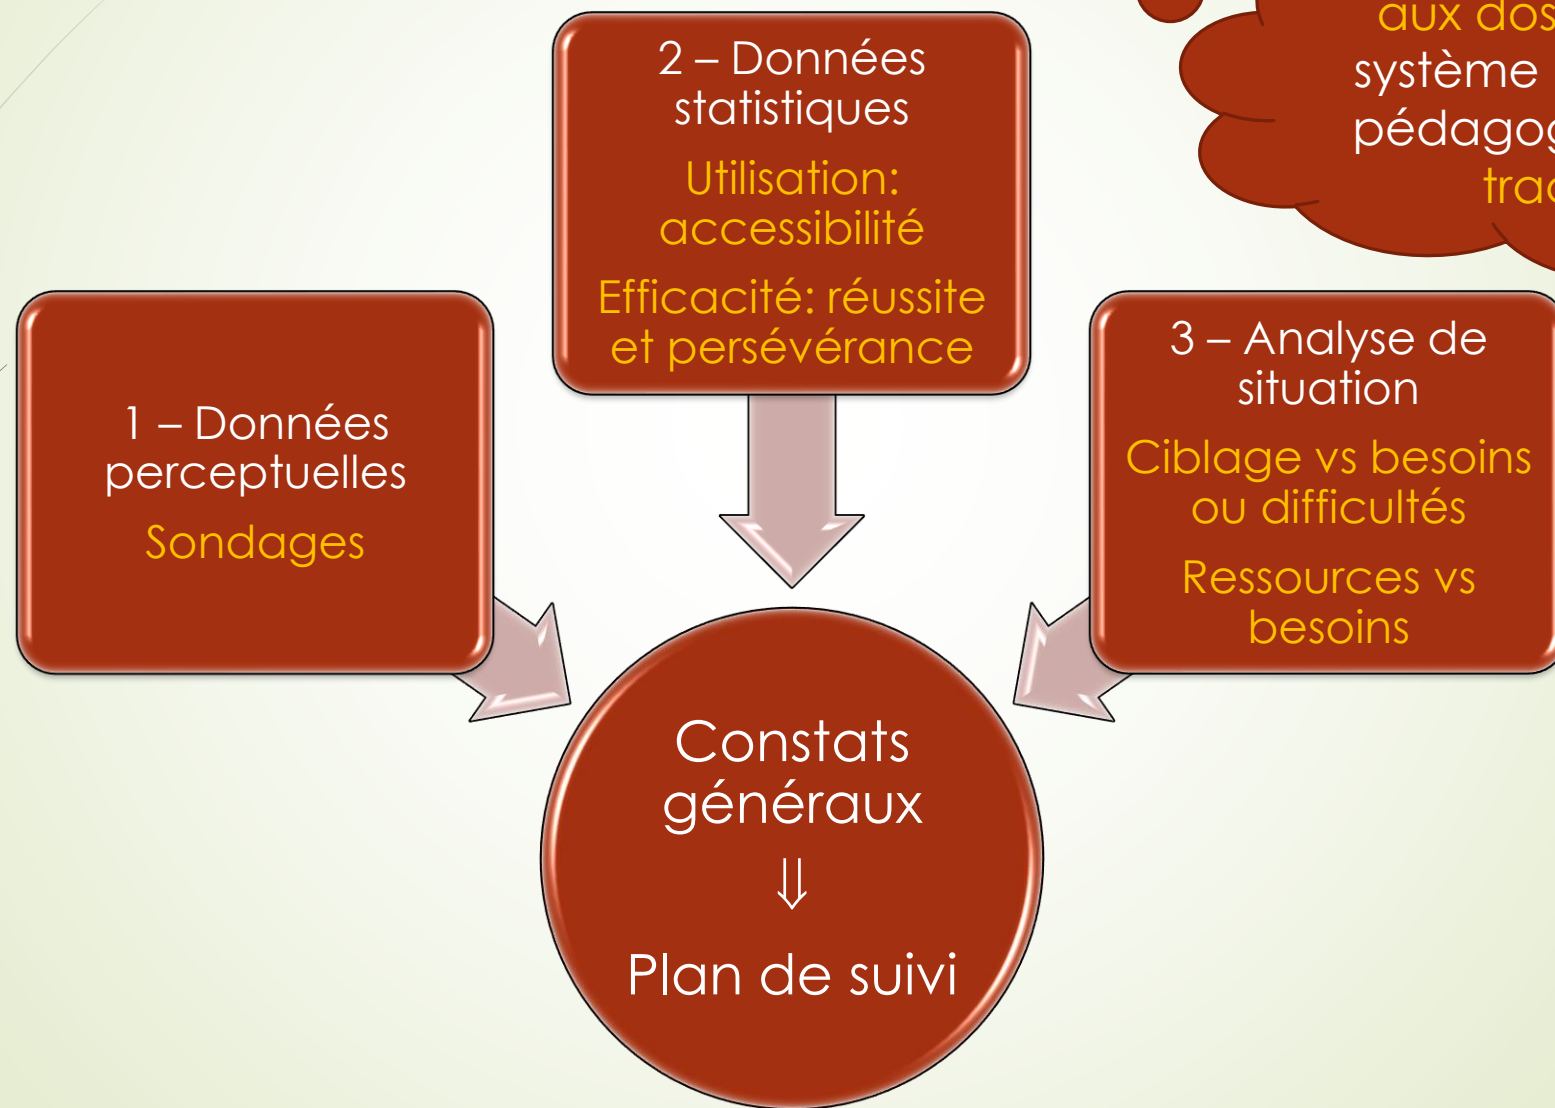 aux
système
2 – Données
statistiques
Utilisation:
accessibilité
Efficacité: réussite
et persévérance
1 – Données
perceptuelles
Sondages
3 – Analyse de
situation
Ciblage vs besoins
ou difficultés
Ressources vs
besoins
Constats
généraux
⇓
Plan de suivi